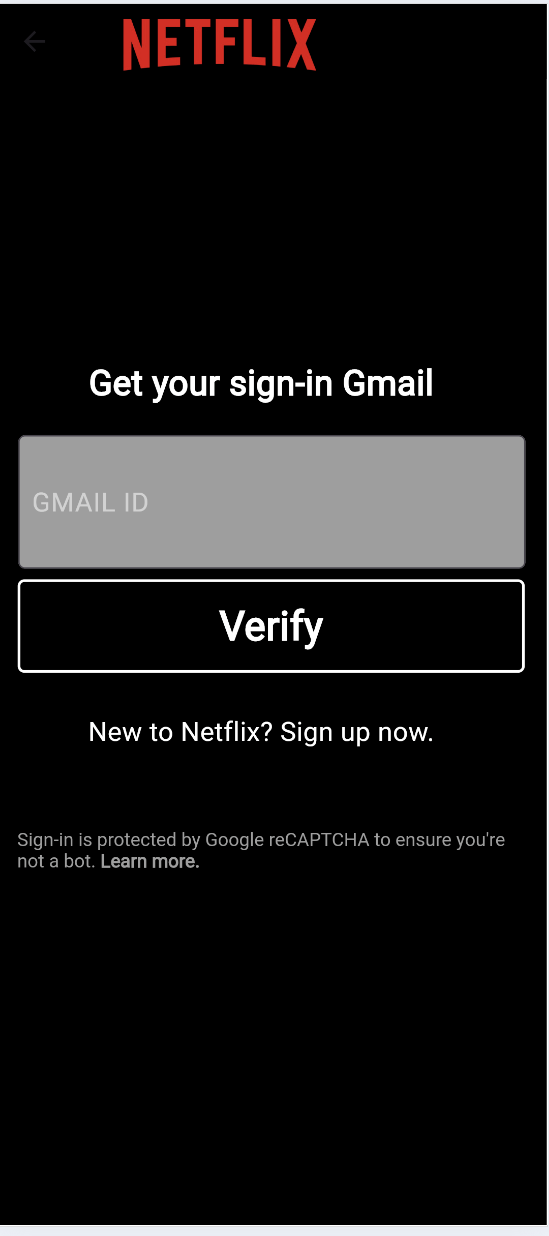 NETFLIX
Get your sign-in Gmail
GMAIL ID
Verify
New to Netflix? Sign up now.
Sign-in is protected by Google reCAPTCHA to ensure you're
not a bot. Learn more.